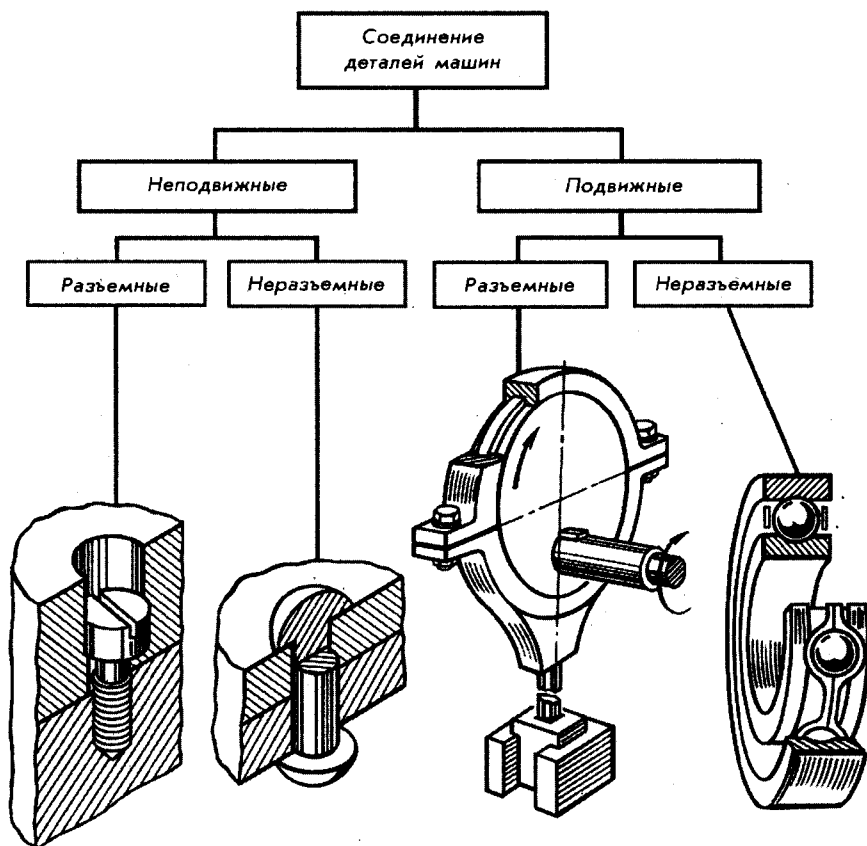 Соединение
деталей машин
Неподвижные
Подвижные
Разъемные
Неразъемные
Разъемные
Неразъемные